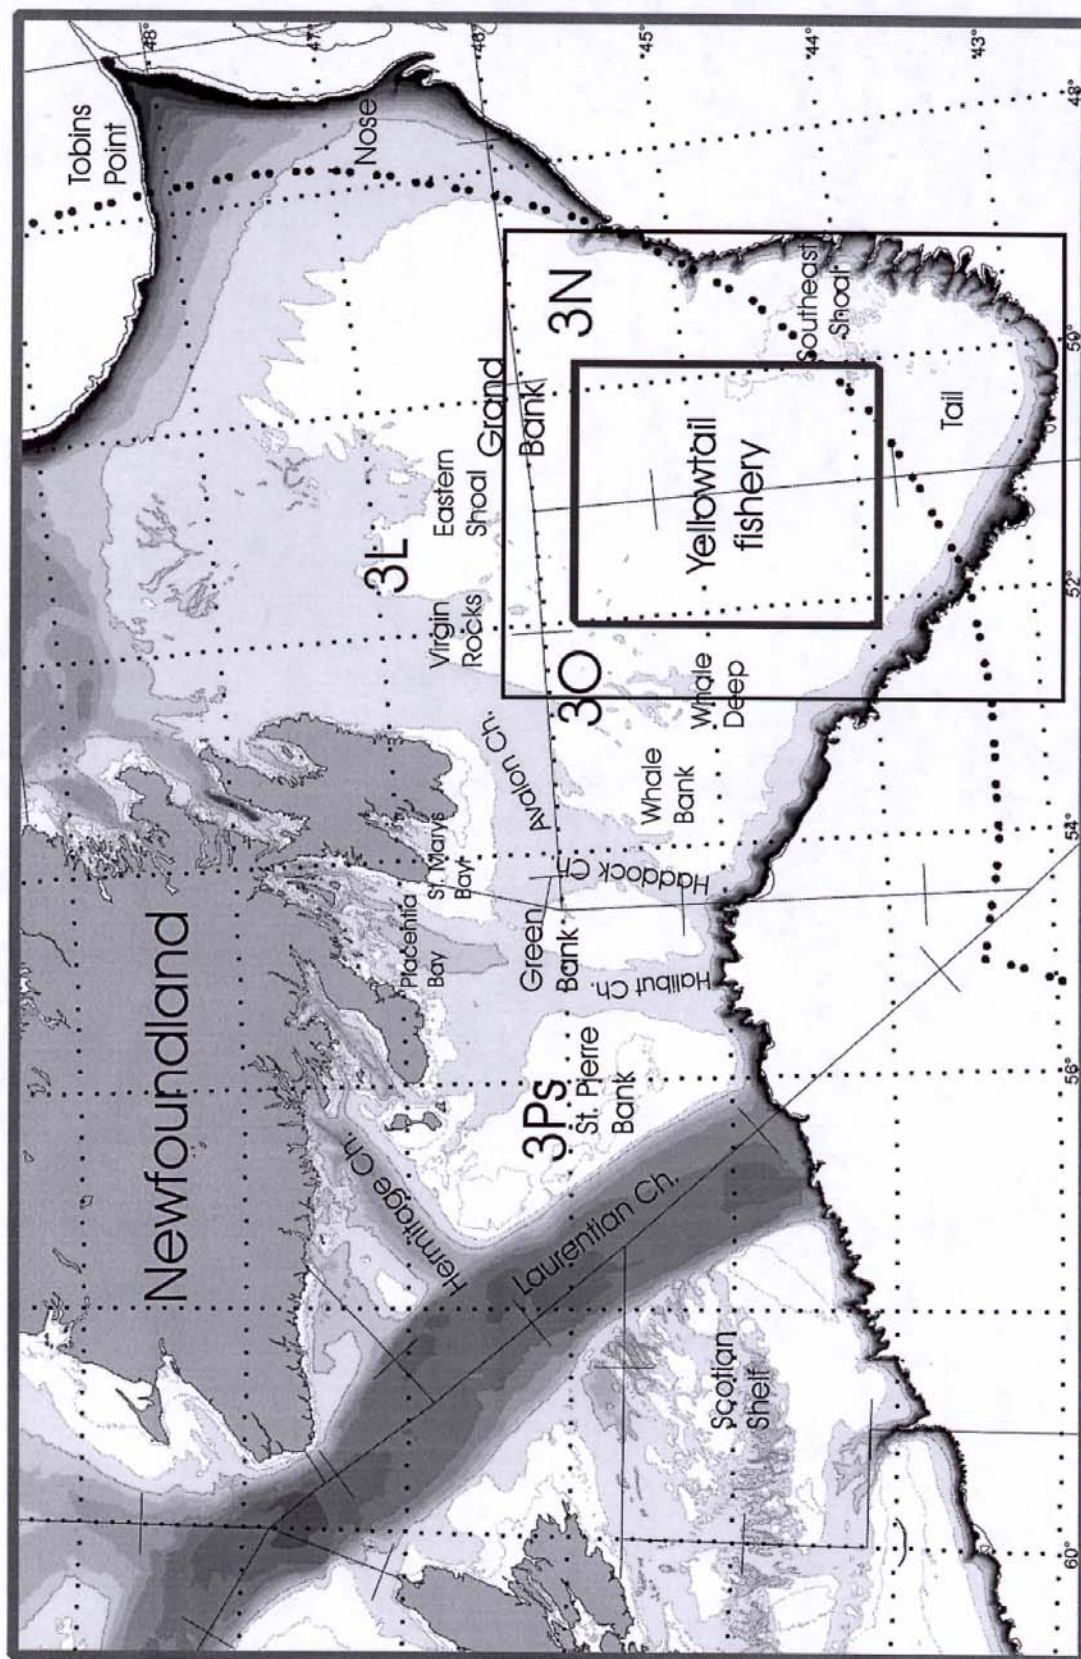 Newfoundland
Tobins
Point
Nose
48°
47°
46°
45°
44°
43°
48°
50°
52°
54°
56°
60°
3L
Eastern
Shoal
Virgin
Rocks
Grand
Bank
3N
3O
Southeast
Shoal
Yellowtail
fishery
Tail
Whale
Deep
Whale
Bank
Avalon Ch.
Haddock Ch
St. Marys
Bay
Placentia
Bay
Green
Bank
Halibut Ch.
3Ps
St. Pierre
Bank
Hermitage Ch.
Laurentian Ch.
Scotian
Shelf